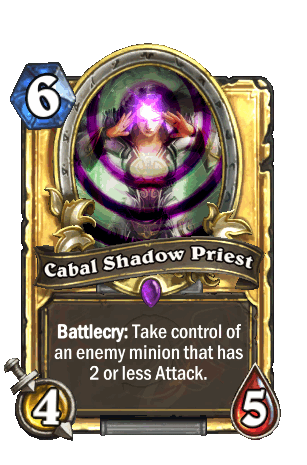 6
Cabal Shadow Priest
Battlecry: Take control of
an enemy minion that has
2 or less Attack.
4
5